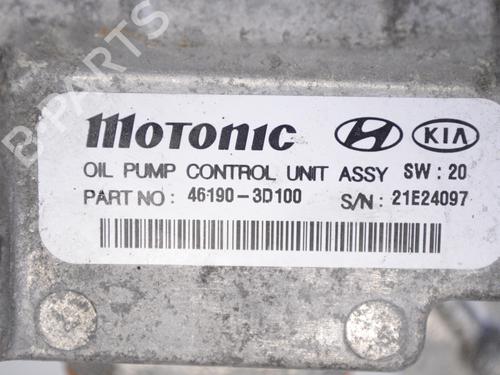 MOTONIC KIA
OIL PUMP CONTROL UNIT ASSY SW : 20
PART NO : 46190-3D100 S/N : 21E24097
B-PARTS